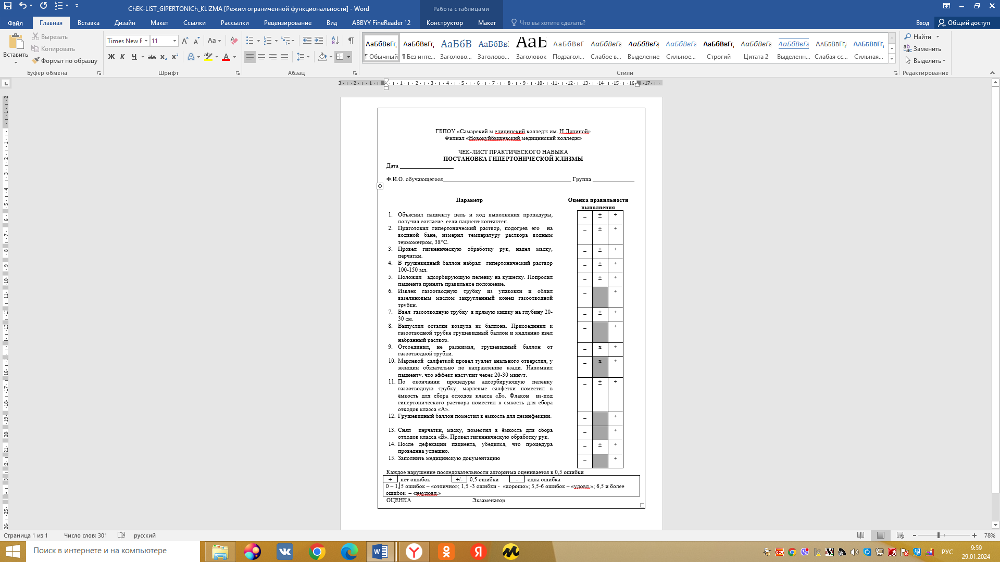 ChEK-LIST_GIPERTONICh_KLIZMA [Режим ограниченной функциональности] - Word
Работа с таблицами
Файл Главная Вставка Дизайн Макет Ссылки Рассылки Рецензирование Вид ABBYY FineReader 12 Конструктор Макет Что вы хотите сделать? Вход Общий доступ
Вставить
Вырезать
Копировать
Формат по образцу
Буфер обмена
Times New R 11
Ж К Ч abc x₂ x²
Шрифт
Абзац
АаБбВвГг, АаБбВвГг, АаБбВ АаБбВв АаБ АаБбВвГ АаБбВвГг АаБбВвГг АаБбВвГг АаБбВвГг, АаБбВвГг АаБбВвГг АаБбВвГг, АаБбВвГг,
¶ Обычный ¶ Без инте... Заголово... Заголово... Заголовок Подзагол... Слабое в... Выделение Сильное... Строгий Цитата 2 Выделенн... Слабая сс... Сильная...
Стили
Найти
Заменить
Выделить
Редактирование
ГБПОУ «Самарский м едицинский колледж им. Н.Ляпиной»
Филиал «Новокуйбышевский медицинский колледж»
ЧЕК-ЛИСТ ПРАКТИЧЕСКОГО НАВЫКА
ПОСТАНОВКА ГИПЕРТОНИЧЕСКОЙ КЛИЗМЫ
Дата ___________________
Ф.И.О. обучающегося_____________________________________________ Группа _______________
Параметр
Оценка правильности
выполнения
1. Объяснил пациенту цель и ход выполнения процедуры, – ± +
получил согласие, если пациент контактен.
2. Приготовил гипертонический раствор, подогрев его на – ± +
водяной бане, измерил температуру раствора водным
термометром, 38°С.
3. Провел гигиеническую обработку рук, надел маску, – ± +
перчатки.
4. В грушевидный баллон набрал гипертонический раствор – ± +
100-150 мл.
5. Положил адсорбирующую пеленку на кушетку. Попросил – ± +
пациента принять правильное положение.
6. Извлек газоотводную трубку из упаковки и облил – +
вазелиновым маслом закругленный конец газоотводной
трубки.
7. Ввел газоотводную трубку в прямую кишку на глубину 20- – ± +
30 см.
8. Выпустил остатки воздуха из баллона. Присоединил к – +
газоотводной трубке грушевидный баллон и медленно ввел
набранный раствор.
9. Отсоединил, не разжимая, грушевидный баллон от – х +
газоотводной трубки.
10. Марлевой салфеткой провел туалет анального отверстия, у – х +
женщин обязательно по направлению кзади. Напомнил
пациенту, что эффект наступит через 20-30 минут.
11. По окончании процедуры адсорбирующую пеленку – ± +
газоотводную трубку, марлевые салфетки поместил в
ёмкость для сбора отходов класса «Б». Флакон из-под
гипертонического раствора поместил в емкость для сбора
отходов класса «А».
12. Грушевидный баллон поместил в емкость для дезинфекции. – +
13. Снял перчатки, маску, поместил в ёмкость для сбора – +
отходов класса «Б». Провел гигиеническую обработку рук.
14. После дефекации пациента, убедился, что процедура – ± +
проведена успешно.
15. Заполнить медицинскую документацию – +
Каждое нарушение последовательности алгоритма оценивается в 0,5 ошибки
+ нет ошибок +/- 0,5 ошибки - одна ошибка
0 – 1,5 ошибок – «отлично»; 1,5 -3 ошибки - «хорошо»; 3,5-6 ошибок – «удовл.»; 6,5 и более
ошибок – «неудовл.»
ОЦЕНКА Экзаменатор
Страница 1 из 1 Число слов: 301 русский 78%
Поиск в интернете и на компьютере
РУС
9:59
29.01.2024